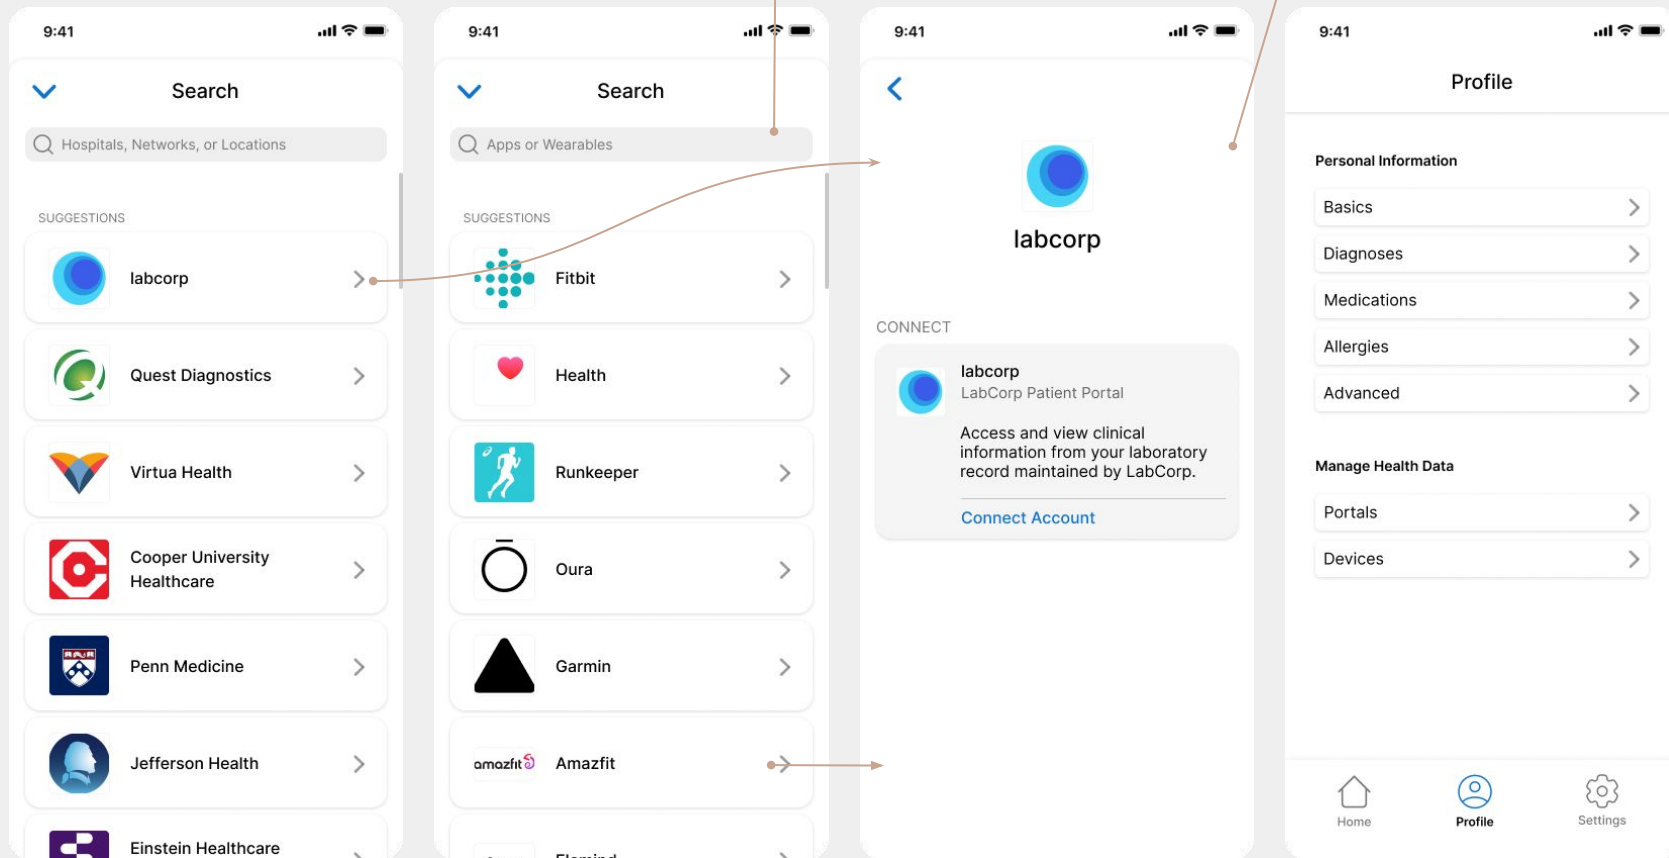 9:41
Search
Hospitals, Networks, or Locations
SUGGESTIONS
labcorp
Quest Diagnostics
Virtua Health
Cooper University
Healthcare
Penn Medicine
Jefferson Health
Einstein Healthcare
9:41
Search
Apps or Wearables
SUGGESTIONS
Fitbit
Health
Runkeeper
Oura
Garmin
amazfit
Amazfit
9:41
labcorp
CONNECT
labcorp
LabCorp Patient Portal
Access and view clinical
information from your laboratory
record maintained by LabCorp.
Connect Account
9:41
Profile
Personal Information
Basics
Diagnoses
Medications
Allergies
Advanced
Manage Health Data
Portals
Devices
Home
Profile
Settings